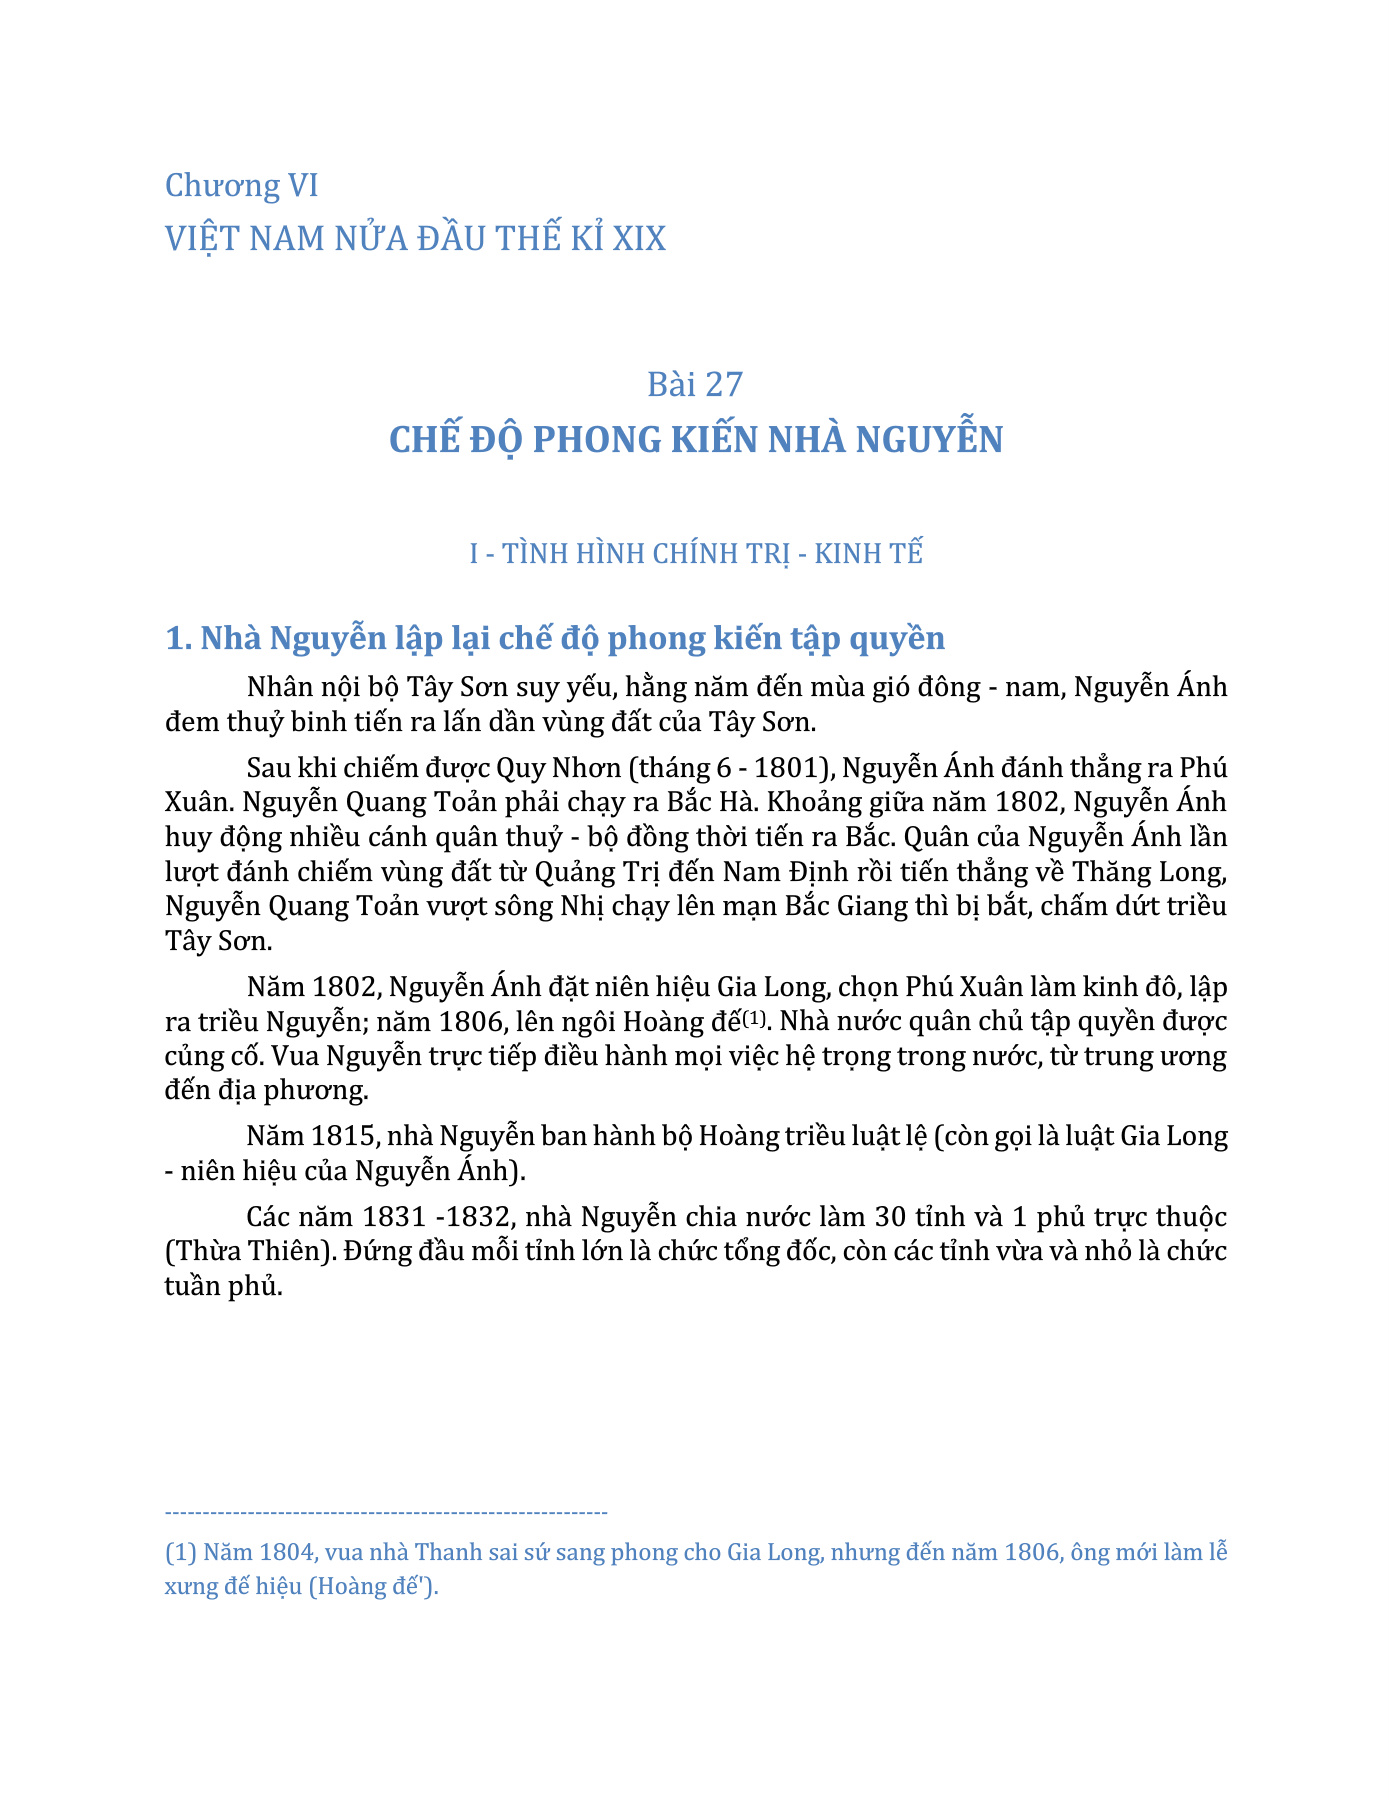 Chương VI
VIỆT NAM NỬA ĐẦU THẾ KỈ XIX
Bài 27
CHẾ ĐỘ PHONG KIẾN NHÀ NGUYỄN
I - TÌNH HÌNH CHÍNH TRỊ - KINH TẾ
1. Nhà Nguyễn lập lại chế độ phong kiến tập quyền
Nhân nội bộ Tây Sơn suy yếu, hằng năm đến mùa gió đông - nam, Nguyễn Ánh
đem thuỷ binh tiến ra lấn dần vùng đất của Tây Sơn.
Sau khi chiếm được Quy Nhơn (tháng 6 - 1801), Nguyễn Ánh đánh thẳng ra Phú
Xuân. Nguyễn Quang Toản phải chạy ra Bắc Hà. Khoảng giữa năm 1802, Nguyễn Ánh
huy động nhiều cánh quân thuỷ - bộ đồng thời tiến ra Bắc. Quân của Nguyễn Ánh lần
lượt đánh chiếm vùng đất từ Quảng Trị đến Nam Định rồi tiến thẳng về Thăng Long,
Nguyễn Quang Toản vượt sông Nhị chạy lên mạn Bắc Giang thì bị bắt, chấm dứt triều
Tây Sơn.
Năm 1802, Nguyễn Ánh đặt niên hiệu Gia Long, chọn Phú Xuân làm kinh đô, lập
ra triều Nguyễn; năm 1806, lên ngôi Hoàng đế(1). Nhà nước quân chủ tập quyền được
củng cố. Vua Nguyễn trực tiếp điều hành mọi việc hệ trọng trong nước, từ trung ương
đến địa phương.
Năm 1815, nhà Nguyễn ban hành bộ Hoàng triều luật lệ (còn gọi là luật Gia Long
- niên hiệu của Nguyễn Ánh).
Các năm 1831 -1832, nhà Nguyễn chia nước làm 30 tỉnh và 1 phủ trực thuộc
(Thừa Thiên). Đứng đầu mỗi tỉnh lớn là chức tổng đốc, còn các tỉnh vừa và nhỏ là chức
tuần phủ.
-----------------------------------------------------------
(1) Năm 1804, vua nhà Thanh sai sứ sang phong cho Gia Long, nhưng đến năm 1806, ông mới làm lễ
xưng đế hiệu (Hoàng đế').